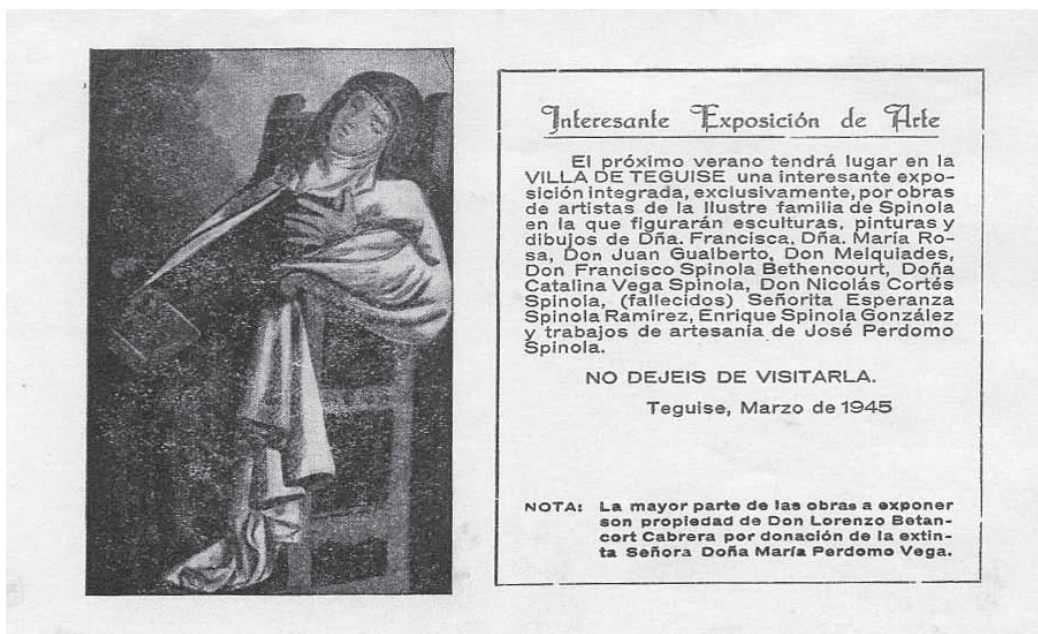 Interesante Exposición de Arte
El próximo verano tendrá lugar en la
VILLA DE TEGUISE una interesante expo-
sición integrada, exclusivamente, por obras
de artistas de la Ilustre familia de Spinola
en la que figurarán esculturas, pinturas y
dibujos de Dña. Francisca, Dña. María Ro-
sa, Don Juan Gualberto, Don Melquiades,
Don Francisco Spinola Bethencourt, Doña
Catalina Vega Spinola, Don Nicolás Cortés
Spinola, (fallecidos) Señorita Esperanza
Spinola Ramirez, Enrique Spinola González
y trabajos de artesanía de José Perdomo
Spinola.
NO DEJEIS DE VISITARLA.
Teguise, Marzo de 1945
NOTA: La mayor parte de las obras a exponer
son propiedad de Don Lorenzo Betan-
cort Cabrera por donación de la extin-
ta Señora Doña María Perdomo Vega.